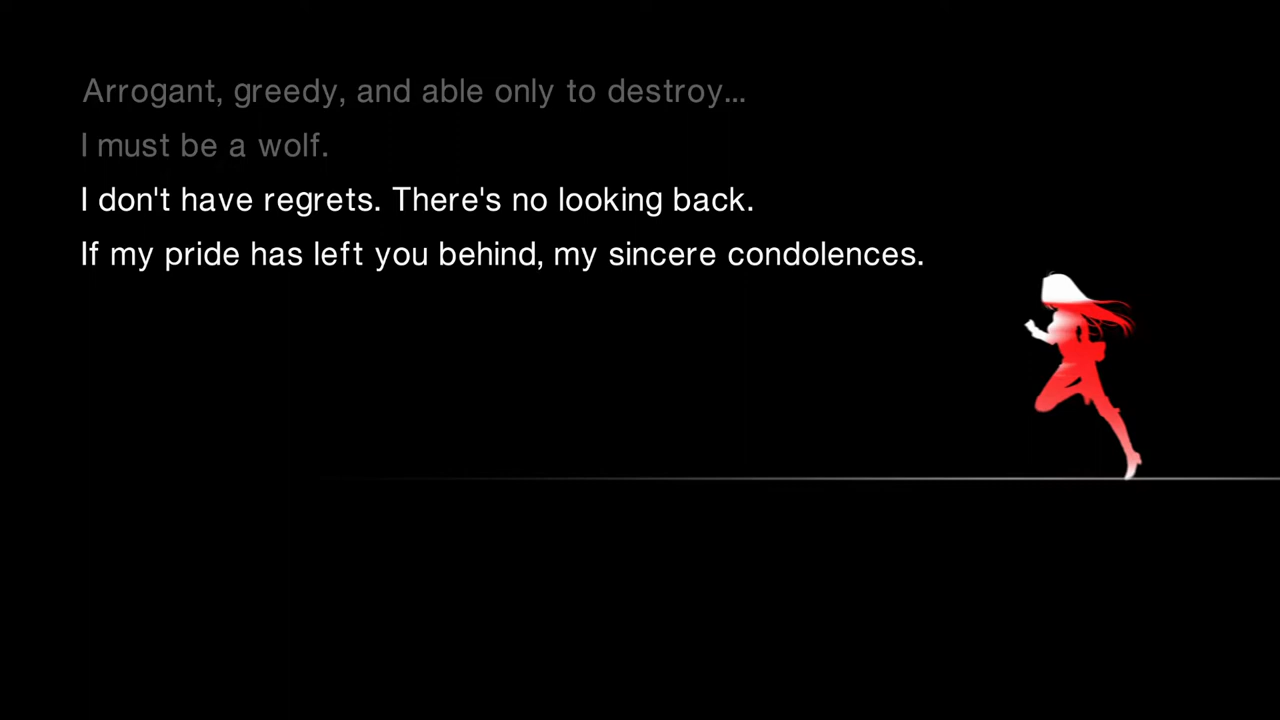 Arrogant, greedy, and able only to destroy...
I must be a wolf.
I don't have regrets. There's no looking back.
If my pride has left you behind, my sincere condolences.